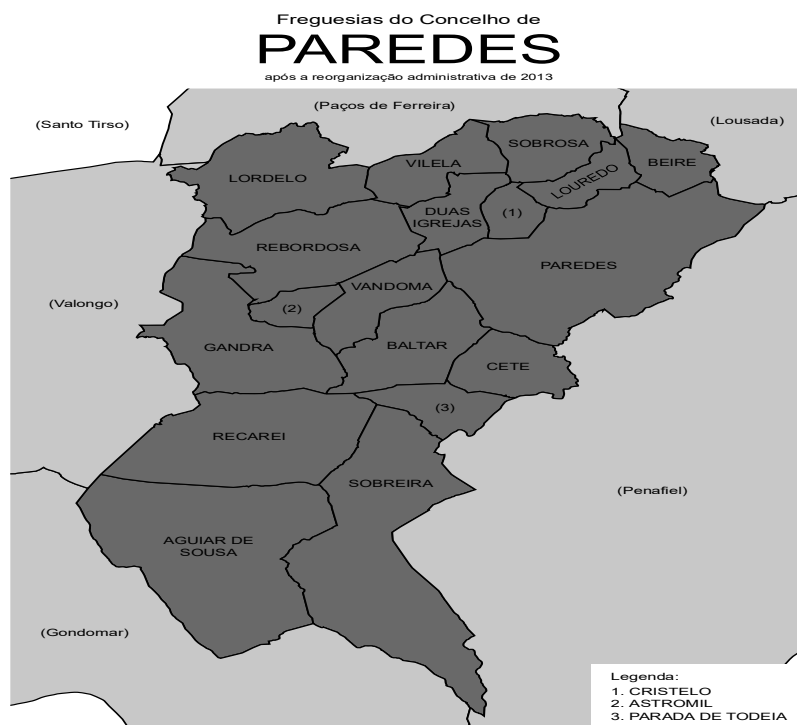 Freguesias do Concelho de
PAREDES
após a reorganização administrativa de 2013
(Paços de Ferreira)
(Santo Tirso)
(Lousada)
SOBROSA
VILELA
BEIRE
LORDELO
LOUREDO
DUAS
IGREJAS
(1)
REBORDOSA
PAREDES
VANDOMA
(Valongo)
(2)
GANDRA
BALTAR
CETE
(3)
RECAREI
SOBREIRA
(Penafiel)
AGUIAR DE
SOUSA
(Gondomar)
Legenda:
1. CRISTELO
2. ASTROMIL
3. PARADA DE TODEIA